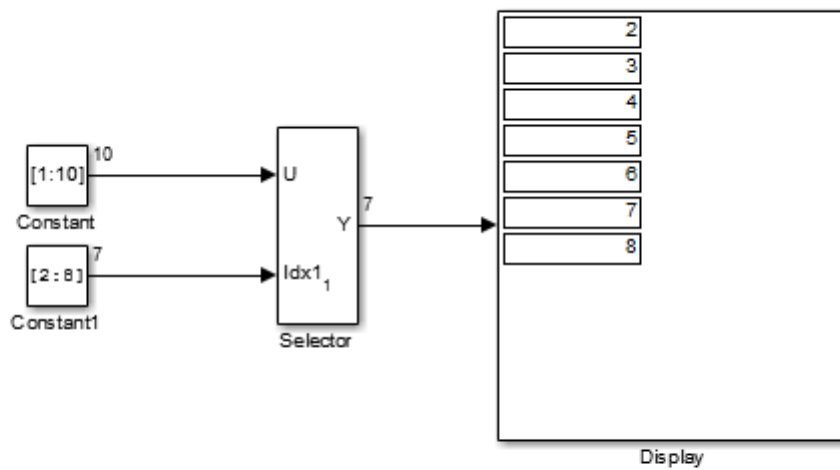 10
[1:10]
Constant
7
[2:8]
Constant1
U
Y
Idx1
1
Selector
7
2
3
4
5
6
7
8
Display